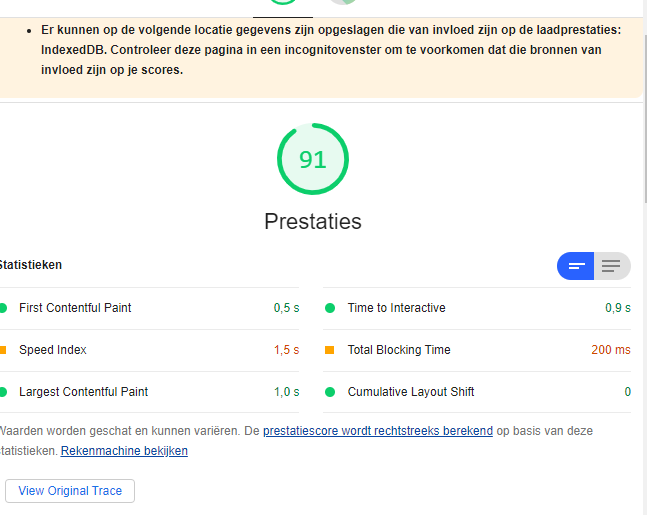 Er kunnen op de volgende locatie gegevens zijn opgeslagen die van invloed zijn op de laadprestaties:
IndexedDB. Controleer deze pagina in een incognitovenster om te voorkomen dat die bronnen van
invloed zijn op je scores.
91
Prestaties
Statistieken
First Contentful Paint 0,5 s
Time to Interactive 0,9 s
Speed Index 1,5 s
Total Blocking Time 200 ms
Largest Contentful Paint 1,0 s
Cumulative Layout Shift 0
Waarden worden geschat en kunnen variëren. De prestatiescore wordt rechtstreeks berekend op basis van deze
statistieken. Rekenmachine bekijken
View Original Trace